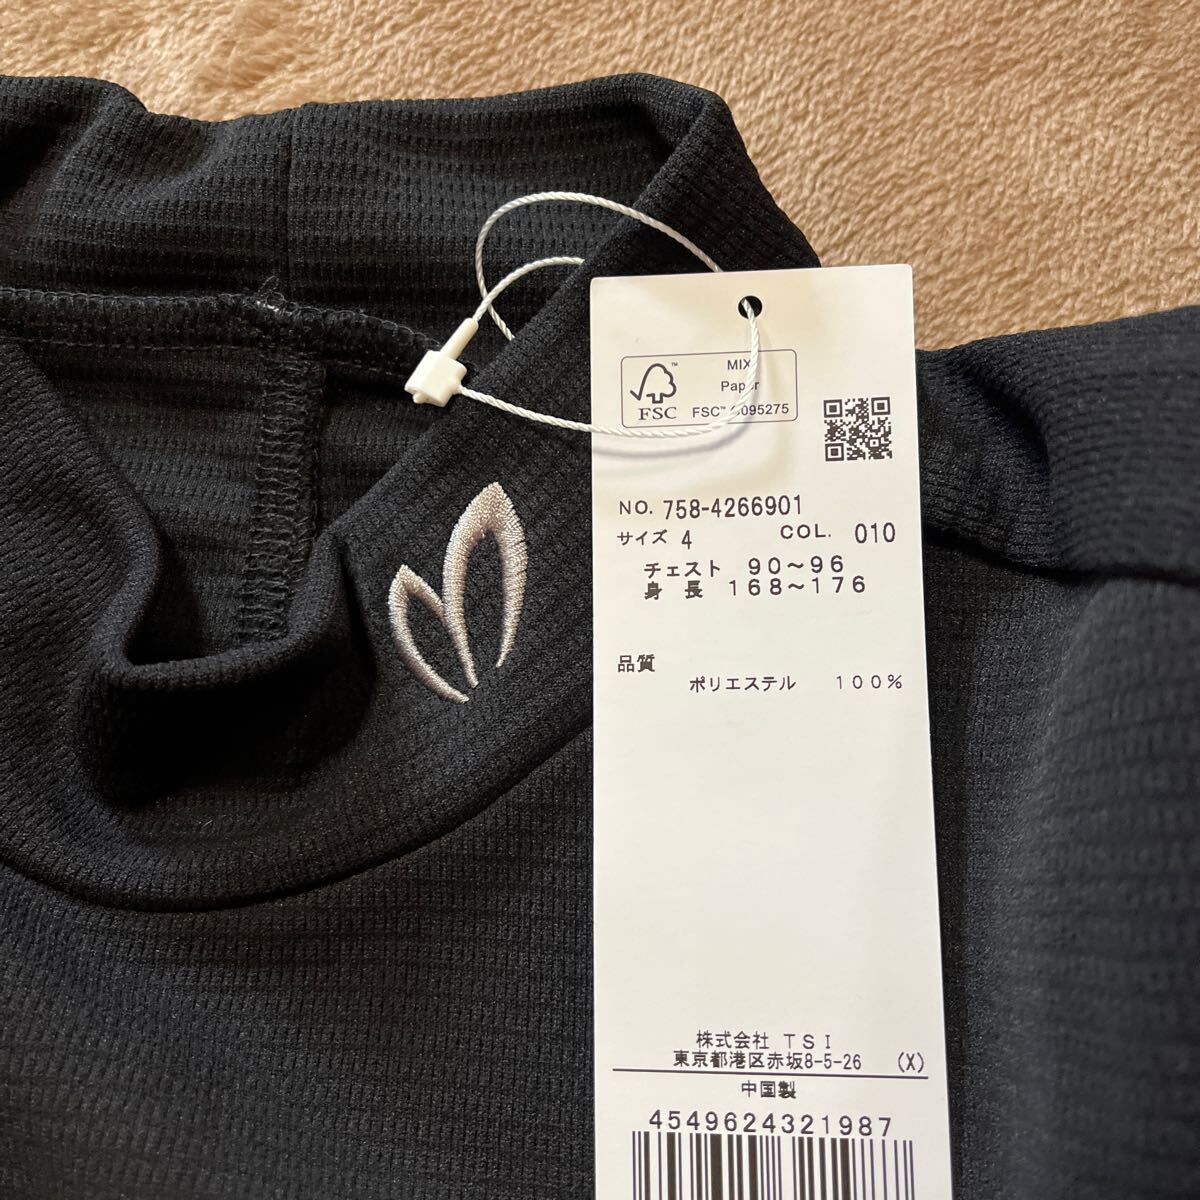 MIX
Paper
FSC™
FSC™ C095275
NO. 758-4266901
サイズ 4 COL. 010
チェスト 90～96
身長 168～176
品質
ポリエステル 100%
株式会社 TSI
東京都港区赤坂8-5-26 (X)
中国製
4549624321987